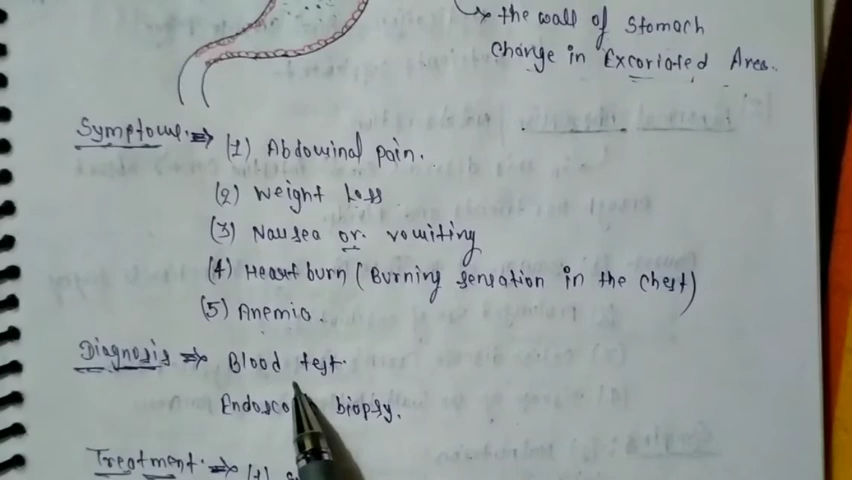 → the wall of Stomach
change in Excoriated Area.
Symptoms ⇒ (1) Abdominal pain.
(2) Weight Loss
(3) Nausea or vomiting
(4) Heart burn (Burning sensation in the chest)
(5) Anemia.
Diagnosis ⇒ Blood test.
biopsy.
Treatment ⇒ (1)